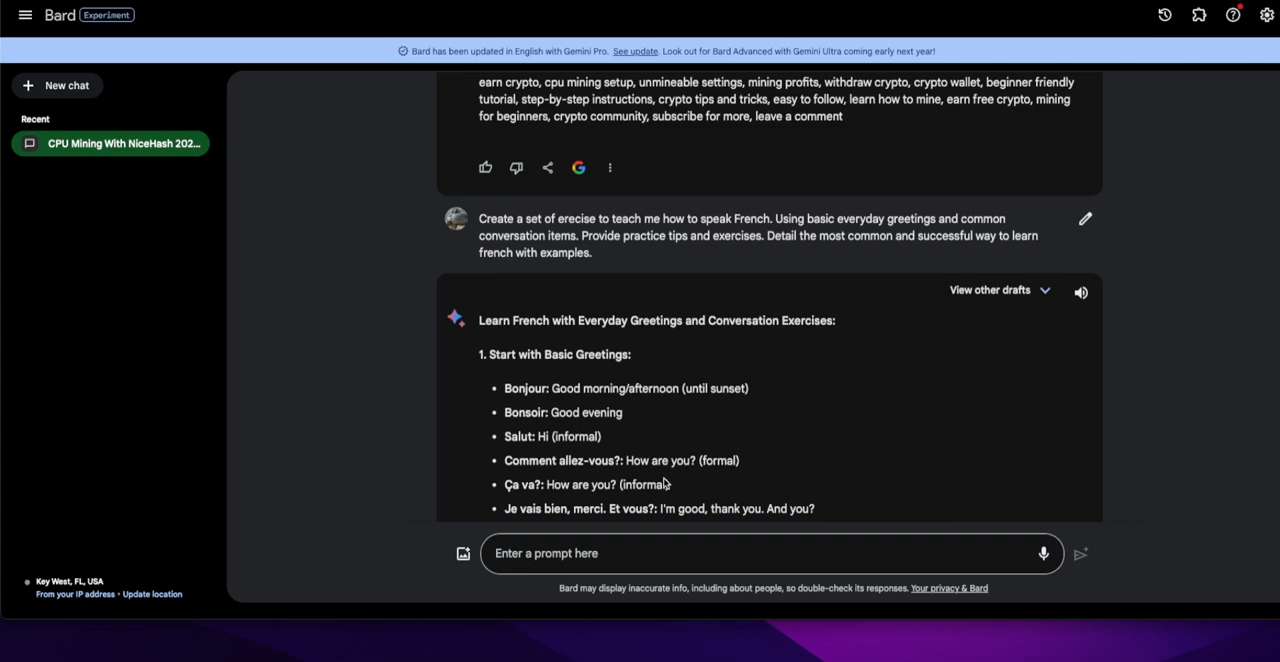 Bard Experiment
Bard has been updated in English with Gemini Pro. See update. Look out for Bard Advanced with Gemini Ultra coming early next year!
New chat
Recent
CPU Mining With NiceHash 202...
earn crypto, cpu mining setup, unmineable settings, mining profits, withdraw crypto, crypto wallet, beginner friendly
tutorial, step-by-step instructions, crypto tips and tricks, easy to follow, learn how to mine, earn free crypto, mining
for beginners, crypto community, subscribe for more, leave a comment
Create a set of erecise to teach me how to speak French. Using basic everyday greetings and common
conversation items. Provide practice tips and exercises. Detail the most common and successful way to learn
french with examples.
View other drafts
Learn French with Everyday Greetings and Conversation Exercises:
1. Start with Basic Greetings:
• Bonjour: Good morning/afternoon (until sunset)
• Bonsoir: Good evening
• Salut: Hi (informal)
• Comment allez-vous?: How are you? (formal)
• Ça va?: How are you? (informal)
• Je vais bien, merci. Et vous?: I'm good, thank you. And you?
Enter a prompt here
Bard may display inaccurate info, including about people, so double-check its responses. Your privacy & Bard
Key West, FL, USA
From your IP address • Update location